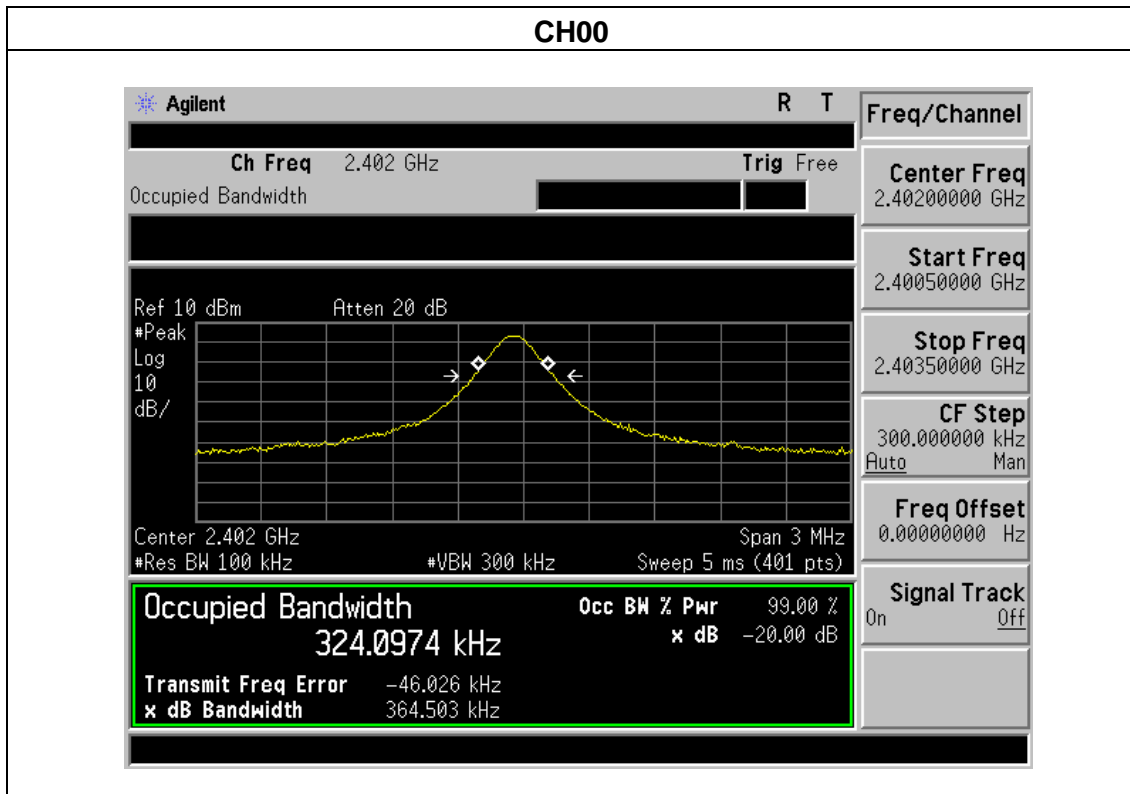 CH00
Agilent
R T
Ch Freq 2.402 GHz
Trig Free
Occupied Bandwidth
Ref 10 dBm
Atten 20 dB
#Peak
Log
10
dB/
Center 2.402 GHz
Span 3 MHz
#Res BW 100 kHz
#VBW 300 kHz
Sweep 5 ms (401 pts)
Occupied Bandwidth
324.0974 kHz
Occ BW % Pwr 99.00 %
x dB -20.00 dB
Transmit Freq Error -46.026 kHz
x dB Bandwidth 364.503 kHz
Freq/Channel
Center Freq
2.40200000 GHz
Start Freq
2.40050000 GHz
Stop Freq
2.40350000 GHz
CF Step
300.000000 kHz
Auto Man
Freq Offset
0.00000000 Hz
Signal Track
On Off